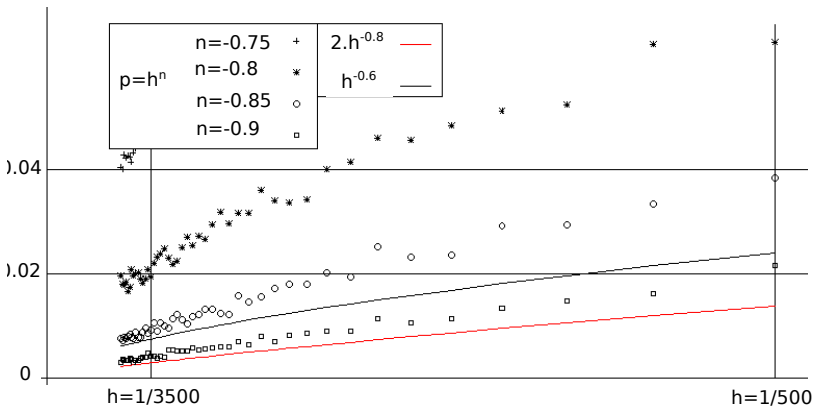 n=-0.75
n=-0.8
p=hⁿ
n=-0.85
n=-0.9
2.h⁻⁰·⁸
h⁻⁰·⁶
0.04
0.02
0
h=1/3500
h=1/500